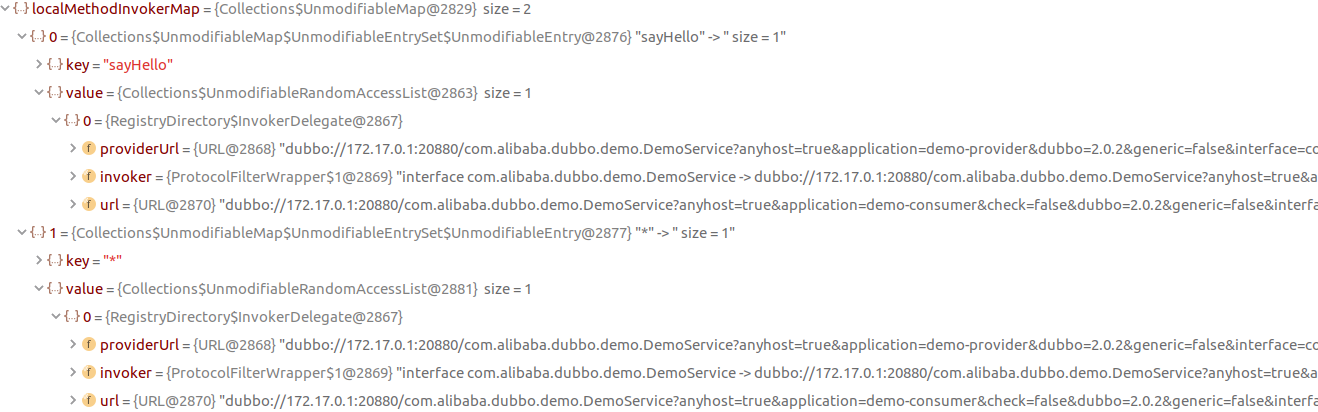 {...} localMethodInvokerMap = {Collections$UnmodifiableMap@2829} size = 2
{...} 0 = {Collections$UnmodifiableMap$UnmodifiableEntrySet$UnmodifiableEntry@2876} "sayHello" -> " size = 1"
{...} key = "sayHello"
{...} value = {Collections$UnmodifiableRandomAccessList@2863} size = 1
{...} 0 = {RegistryDirectory$InvokerDelegate@2867}
f providerUrl = {URL@2868} "dubbo://172.17.0.1:20880/com.alibaba.dubbo.demo.DemoService?anyhost=true&application=demo-provider&dubbo=2.0.2&generic=false&interface=co
f invoker = {ProtocolFilterWrapper$1@2869} "interface com.alibaba.dubbo.demo.DemoService -> dubbo://172.17.0.1:20880/com.alibaba.dubbo.demo.DemoService?anyhost=true&a
f url = {URL@2870} "dubbo://172.17.0.1:20880/com.alibaba.dubbo.demo.DemoService?anyhost=true&application=demo-consumer&check=false&dubbo=2.0.2&generic=false&interfa
{...} 1 = {Collections$UnmodifiableMap$UnmodifiableEntrySet$UnmodifiableEntry@2877} "*" -> " size = 1"
{...} key = "*"
{...} value = {Collections$UnmodifiableRandomAccessList@2881} size = 1
{...} 0 = {RegistryDirectory$InvokerDelegate@2867}
f providerUrl = {URL@2868} "dubbo://172.17.0.1:20880/com.alibaba.dubbo.demo.DemoService?anyhost=true&application=demo-provider&dubbo=2.0.2&generic=false&interface=co
f invoker = {ProtocolFilterWrapper$1@2869} "interface com.alibaba.dubbo.demo.DemoService -> dubbo://172.17.0.1:20880/com.alibaba.dubbo.demo.DemoService?anyhost=true&a
f url = {URL@2870} "dubbo://172.17.0.1:20880/com.alibaba.dubbo.demo.DemoService?anyhost=true&application=demo-consumer&check=false&dubbo=2.0.2&generic=false&interfa